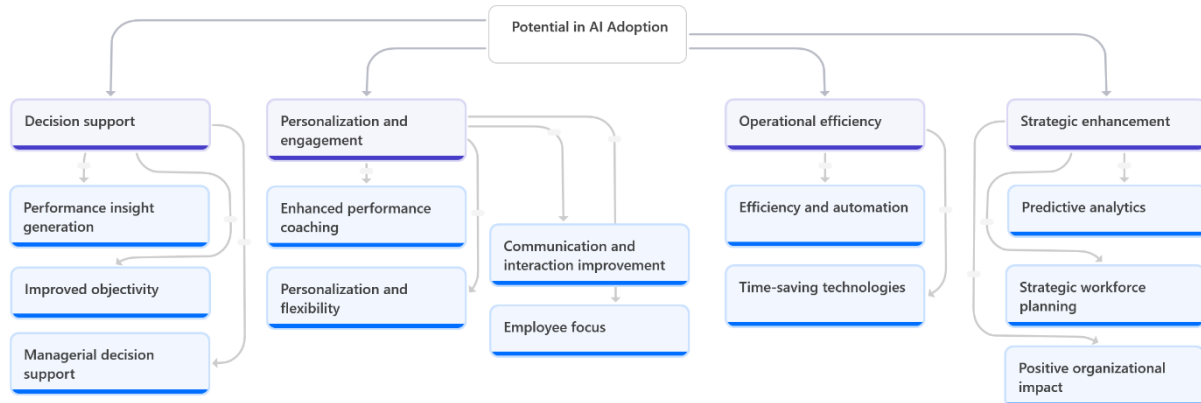 Potential in AI Adoption
Decision support
Personalization and
engagement
Operational efficiency
Strategic enhancement
Performance insight
generation
Improved objectivity
Managerial decision
support
Enhanced performance
coaching
Personalization and
flexibility
Communication and
interaction improvement
Employee focus
Efficiency and automation
Time-saving technologies
Predictive analytics
Strategic workforce
planning
Positive organizational
impact